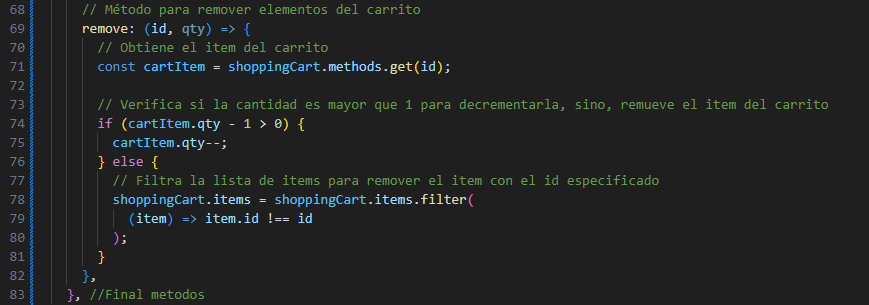 68 // Método para remover elementos del carrito
69 remove: (id, qty) => {
70 // Obtiene el item del carrito
71 const cartItem = shoppingCart.methods.get(id);
72
73 // Verifica si la cantidad es mayor que 1 para decrementarla, sino, remueve el item del carrito
74 if (cartItem.qty - 1 > 0) {
75 cartItem.qty--;
76 } else {
77 // Filtra la lista de items para remover el item con el id especificado
78 shoppingCart.items = shoppingCart.items.filter(
79 (item) => item.id !== id
80 );
81 }
82 },
83 }, //Final metodos